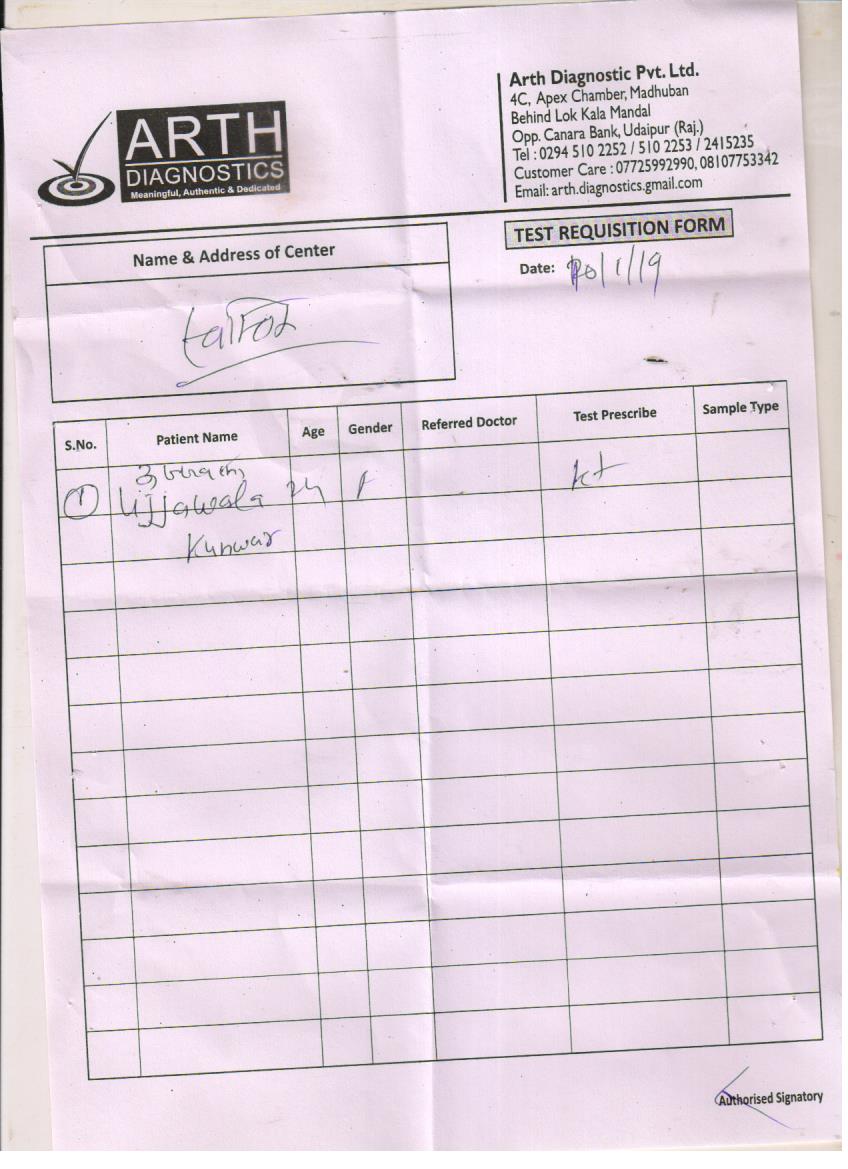 ARTH
DIAGNOSTICS
Meaningful, Authentic & Dedicated
Arth Diagnostic Pvt. Ltd.
4C, Apex Chamber, Madhuban
Behind Lok Kala Mandal
Opp. Canara Bank, Udaipur (Raj.)
Tel : 0294 510 2252 / 510 2253 / 2415235
Customer Care : 07725992990, 08107753342
Email: arth.diagnostics.gmail.com
TEST REQUISITION FORM
Date: 20/1/19
Name & Address of Center
S.No. Patient Name Age Gender Referred Doctor Test Prescribe Sample Type
1 Ujjawala 24 F
Kunwar
Authorised Signatory